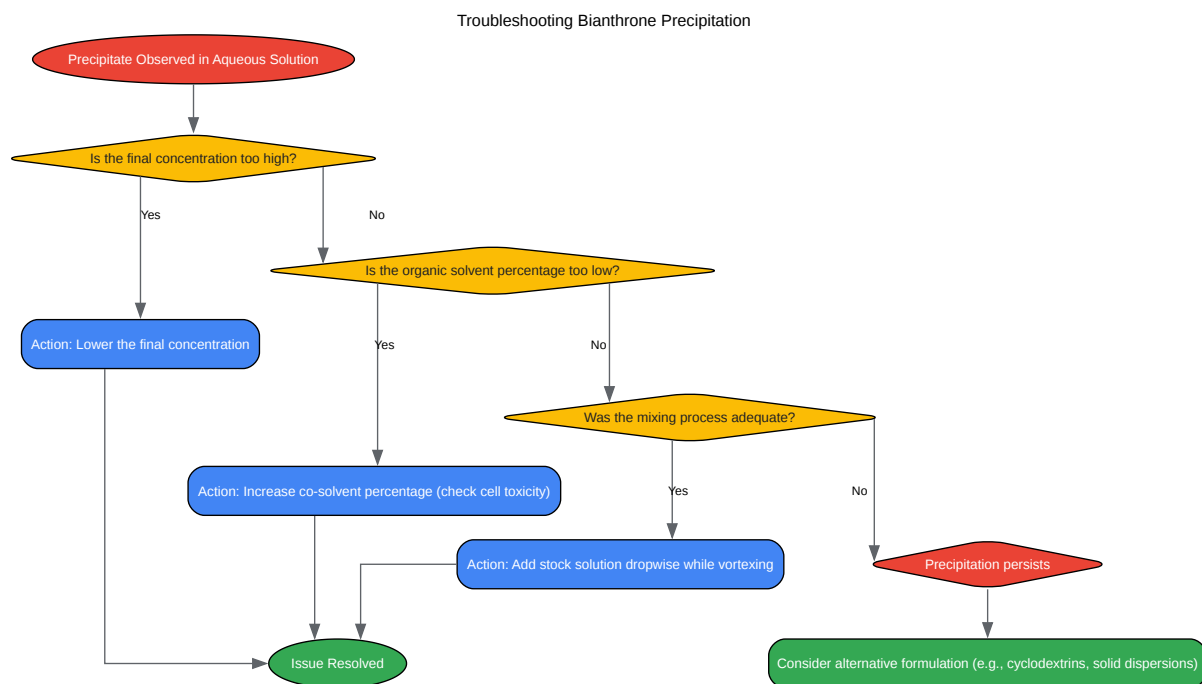 Troubleshooting Bianthrone Precipitation
Precipitate Observed in Aqueous Solution
Is the final concentration too high?
Yes
No
Is the organic solvent percentage too low?
Action: Lower the final concentration
Yes
No
Was the mixing process adequate?
Action: Increase co-solvent percentage (check cell toxicity)
Yes
No
Action: Add stock solution dropwise while vortexing
Precipitation persists
Issue Resolved
Consider alternative formulation (e.g., cyclodextrins, solid dispersions)